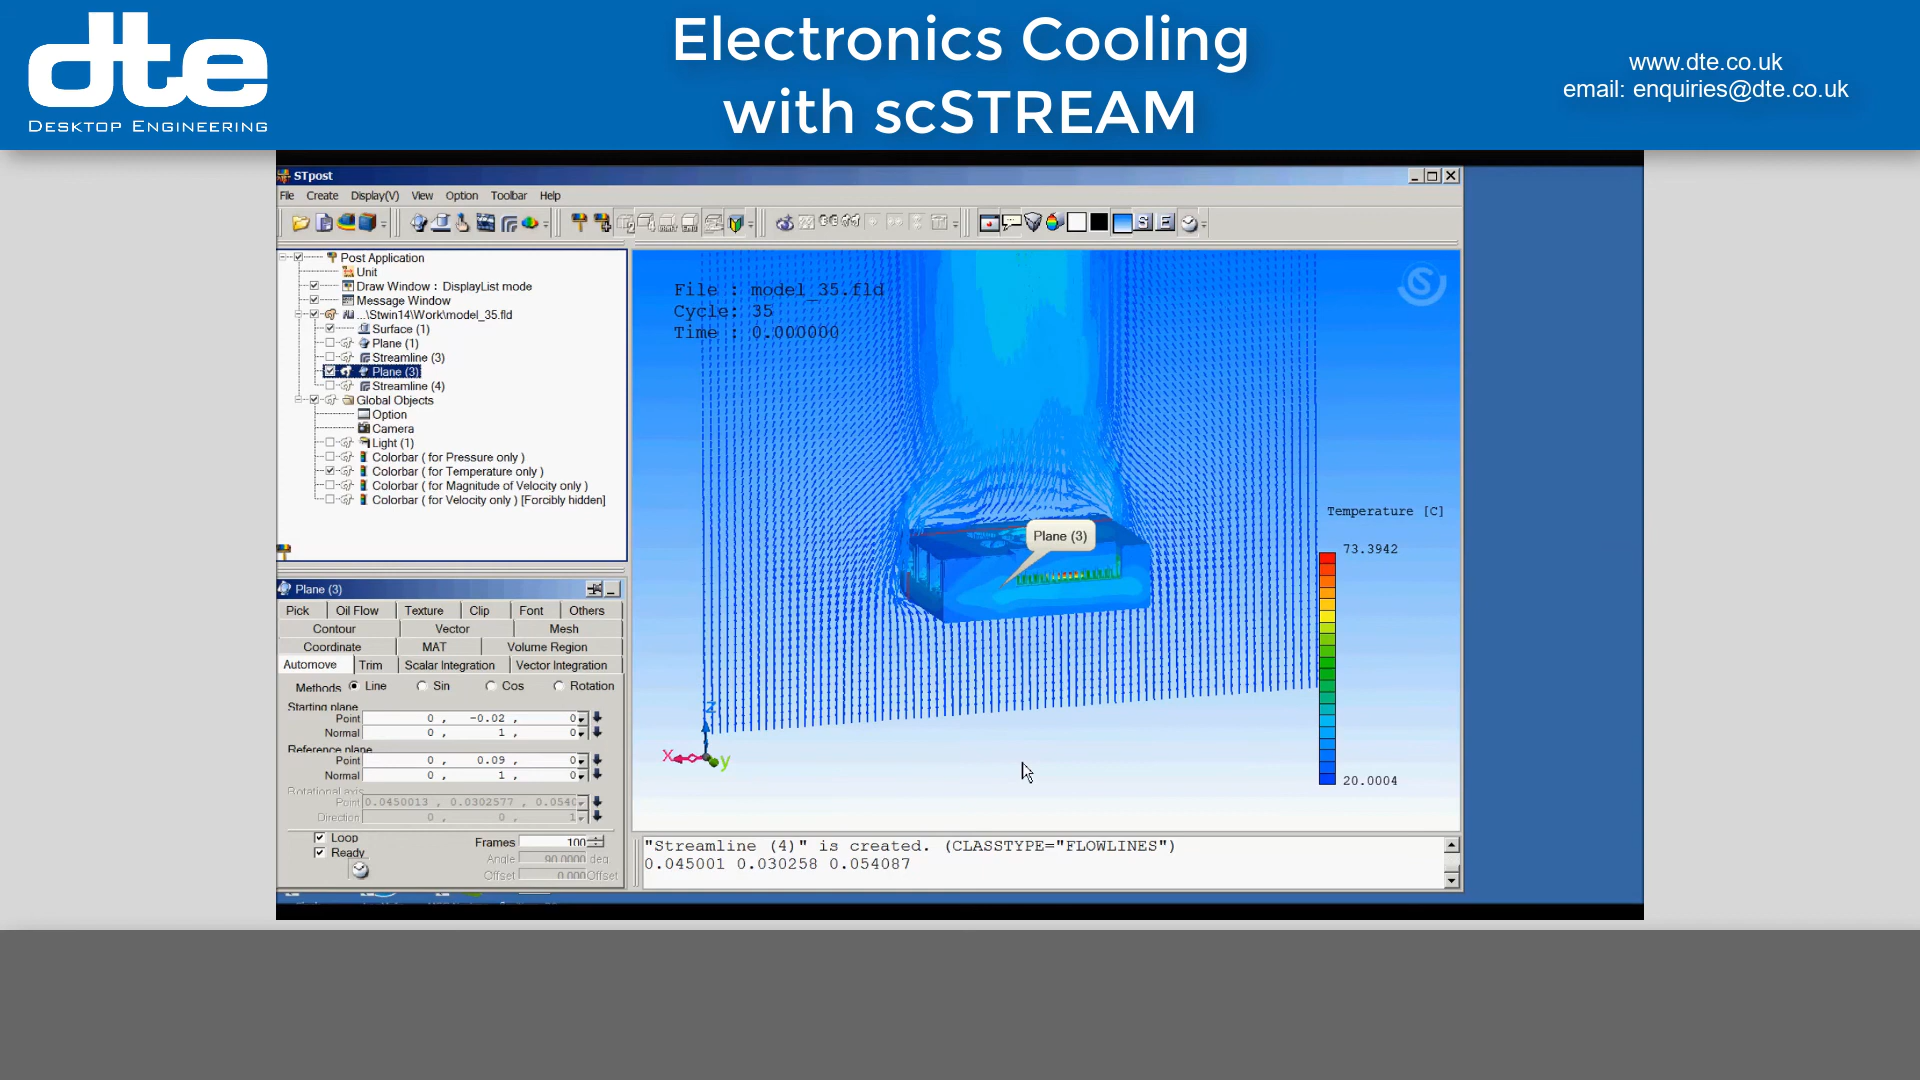 dte
DESKTOP ENGINEERING
Electronics Cooling
with scSTREAM
www.dte.co.uk
email: enquiries@dte.co.uk
STpost
File Create Display(V) View Option Toolbar Help
Post Application
Unit
Draw Window : DisplayList mode
Message Window
...\Stwin14\Work\model_35.fld
Surface (1)
Plane (1)
Streamline (3)
Plane (3)
Streamline (4)
Global Objects
Option
Camera
Light (1)
Colorbar ( for Pressure only )
Colorbar ( for Temperature only )
Colorbar ( for Magnitude of Velocity only )
Colorbar ( for Velocity only ) [Forcibly hidden]
File : model_35.fld
Cycle: 35
Time : 0.000000
Plane (3)
Temperature [C]
73.3942
20.0004
Z
X
y
Plane (3)
Pick Oil Flow Texture Clip Font Others
Contour Vector Mesh
Coordinate MAT Volume Region
Automove Trim Scalar Integration Vector Integration
Methods Line Sin Cos Rotation
Starting plane
Point 0 , -0.02 , 0
Normal 0 , 1 , 0
Reference plane
Point 0 , 0.09 , 0
Normal 0 , 1 , 0
Rotational axis
Point 0.0450013 , 0.0302577 , 0.0540
Direction 0 , 0 , 1
Loop
Ready
Frames 100
Angle 90.0000 deg.
Offset 0.000 Offset
"Streamline (4)" is created. (CLASSTYPE="FLOWLINES")
0.045001 0.030258 0.054087